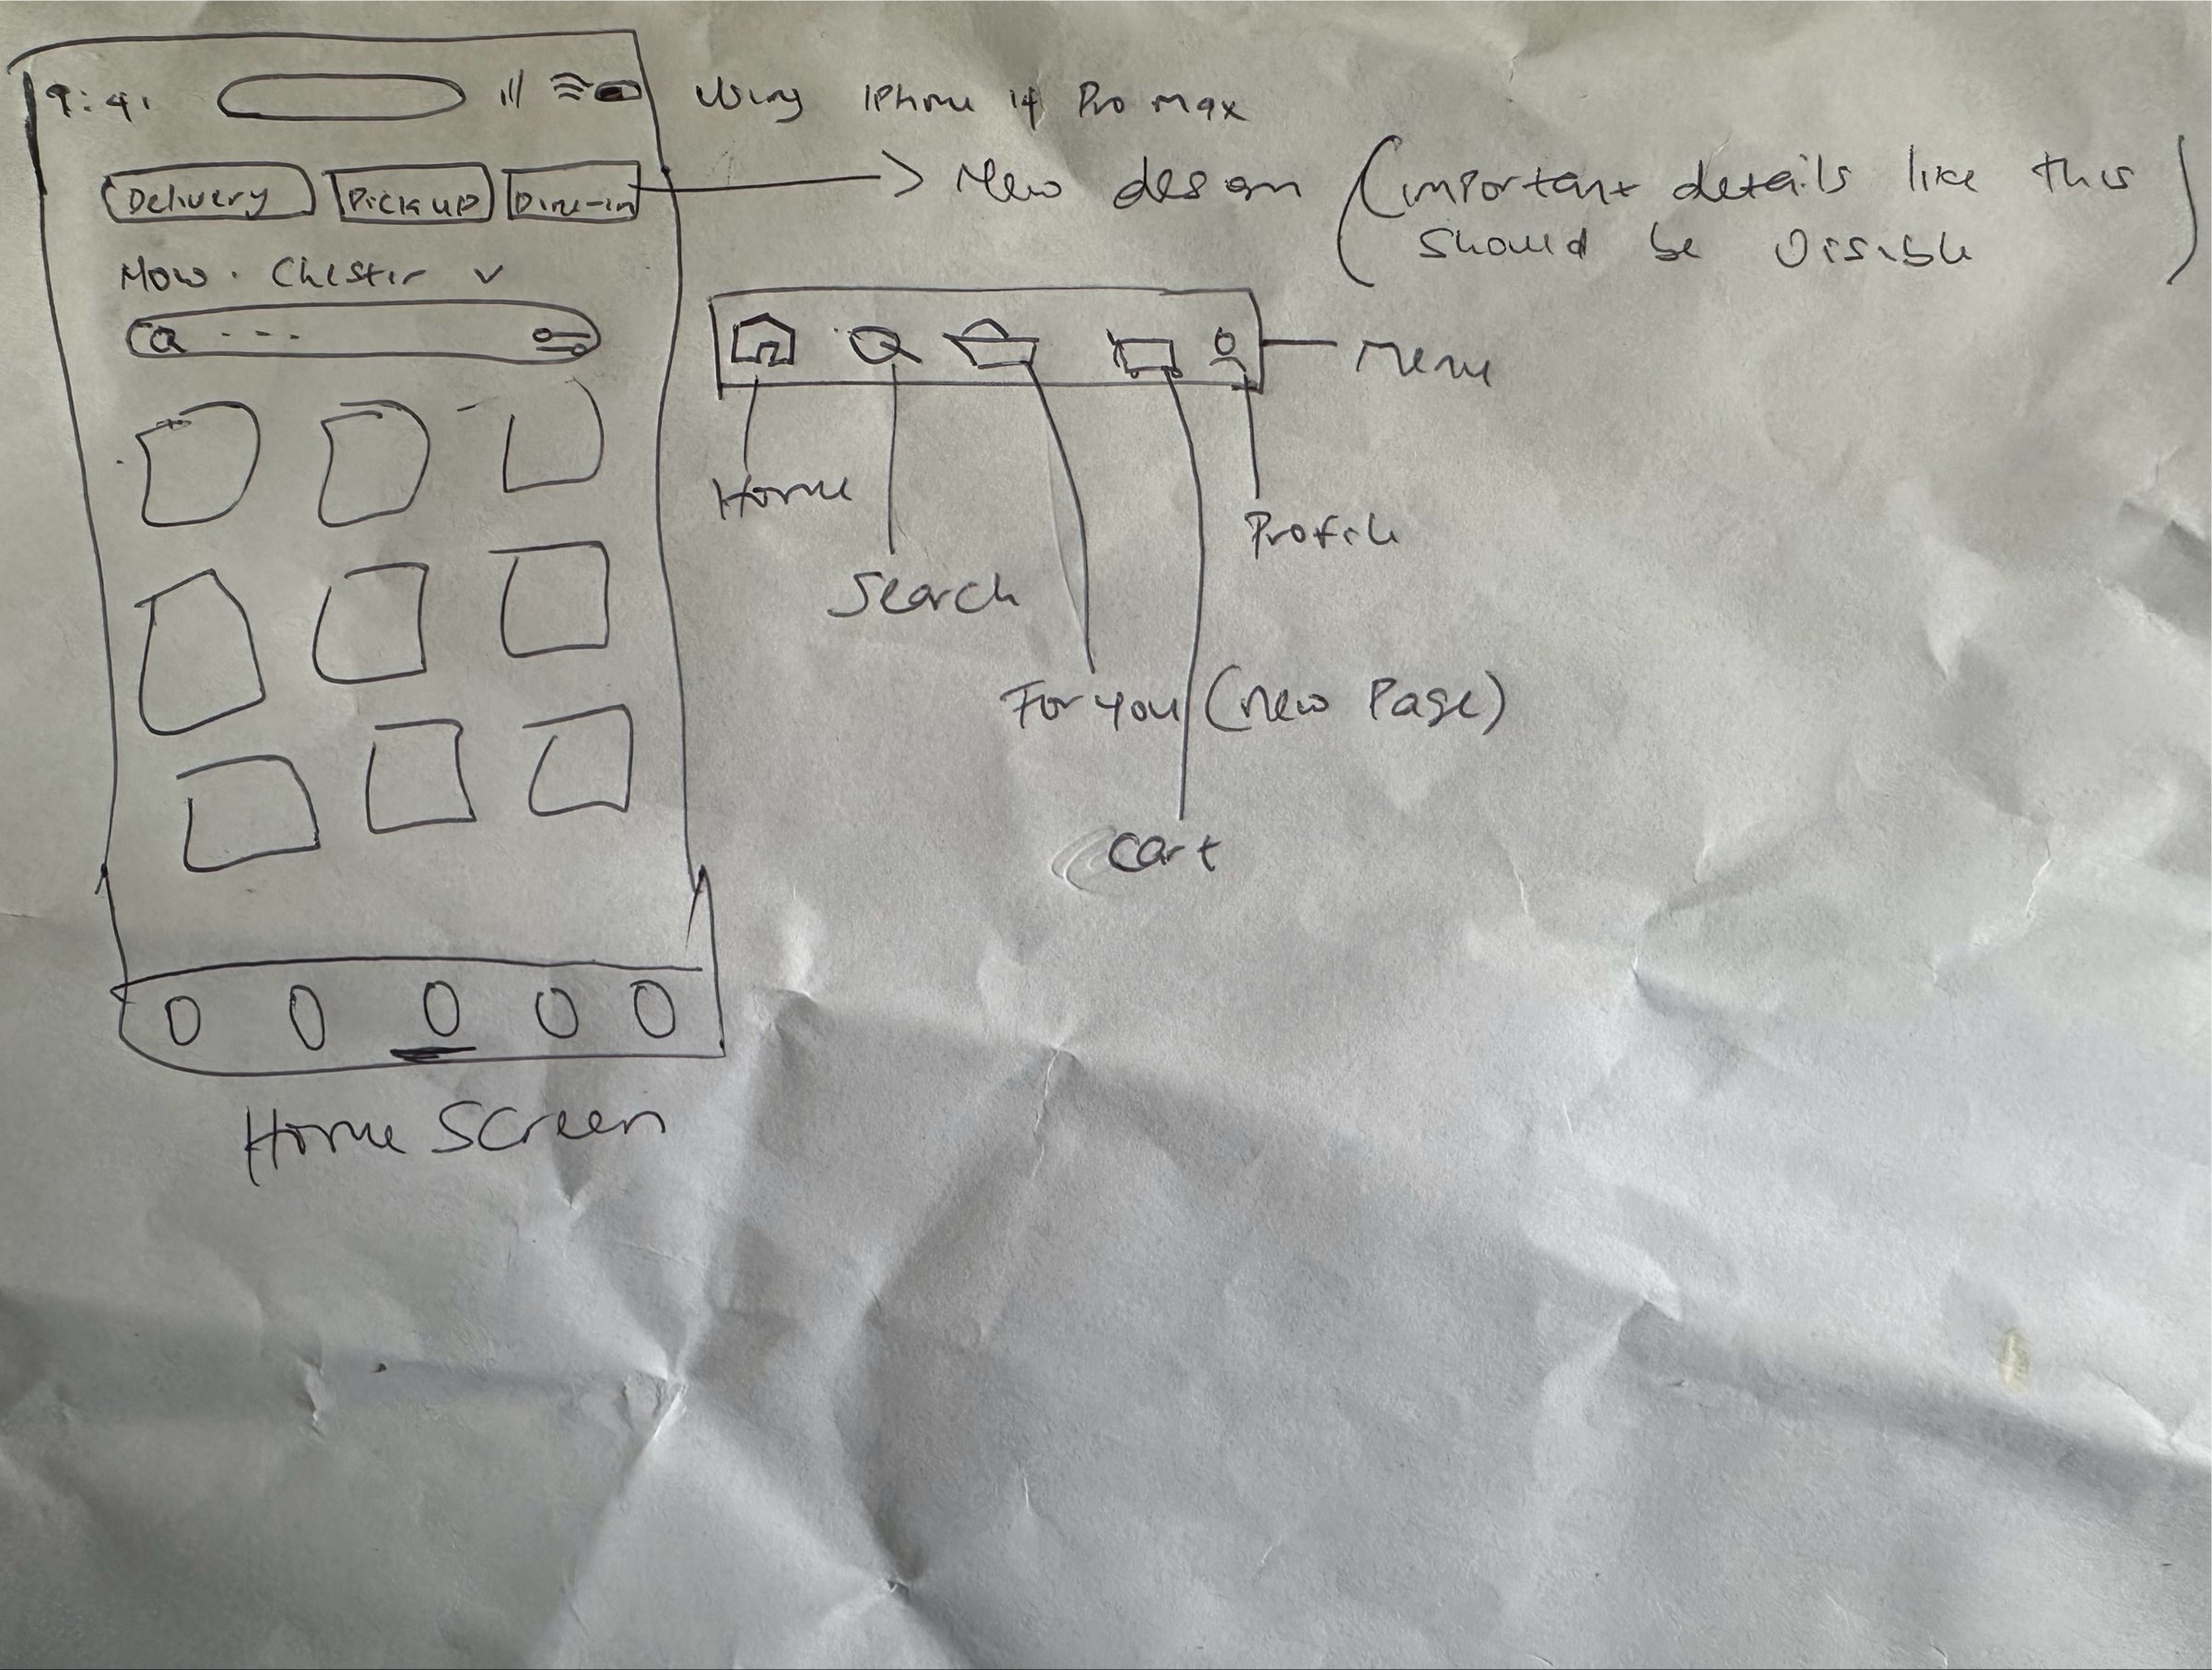 9:41
Using iPhone 14 Pro max
Delivery
Pickup
Dine-in
New design (important details like this
should be visible
)
Now . Chester
...
Menu
Home
Profile
Search
For you (new Page)
cart
Home Screen